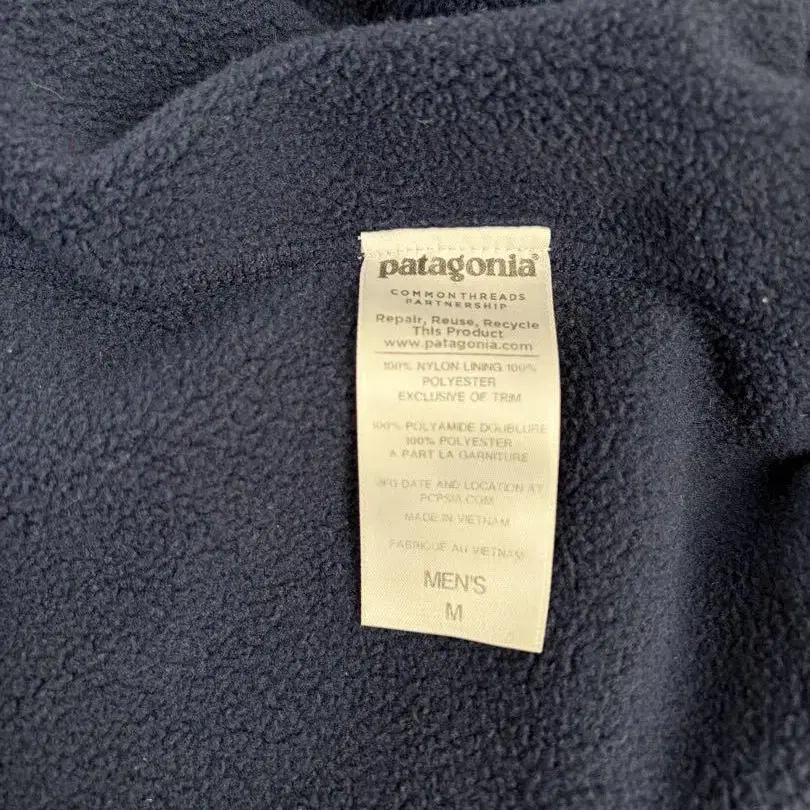 patagonia®
COMMON THREADS
PARTNERSHIP
Repair, Reuse, Recycle
This Product
www.patagonia.com
100% NYLON LINING 100%
POLYESTER
EXCLUSIVE OF TRIM
100% POLYAMIDE DOUBLURE
100% POLYESTER
A PART LA GARNITURE
MFG DATE AND LOCATION AT
PCPSIA.COM
MADE IN VIETNAM
FABRIQUE AU VIETNAM
MEN'S
M